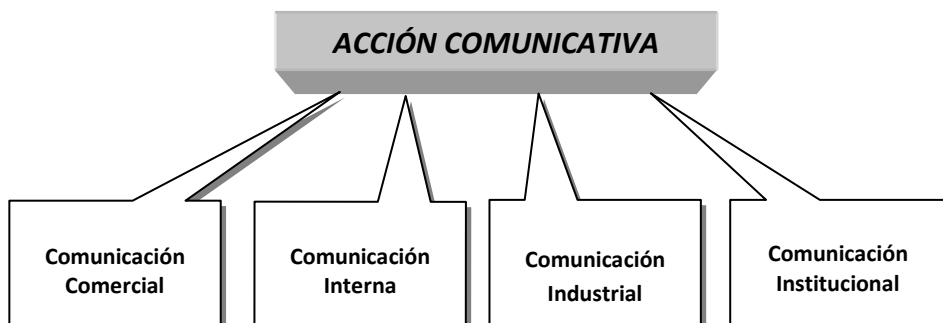 ACCIÓN COMUNICATIVA
Comunicación
Comercial
Comunicación
Interna
Comunicación
Industrial
Comunicación
Institucional